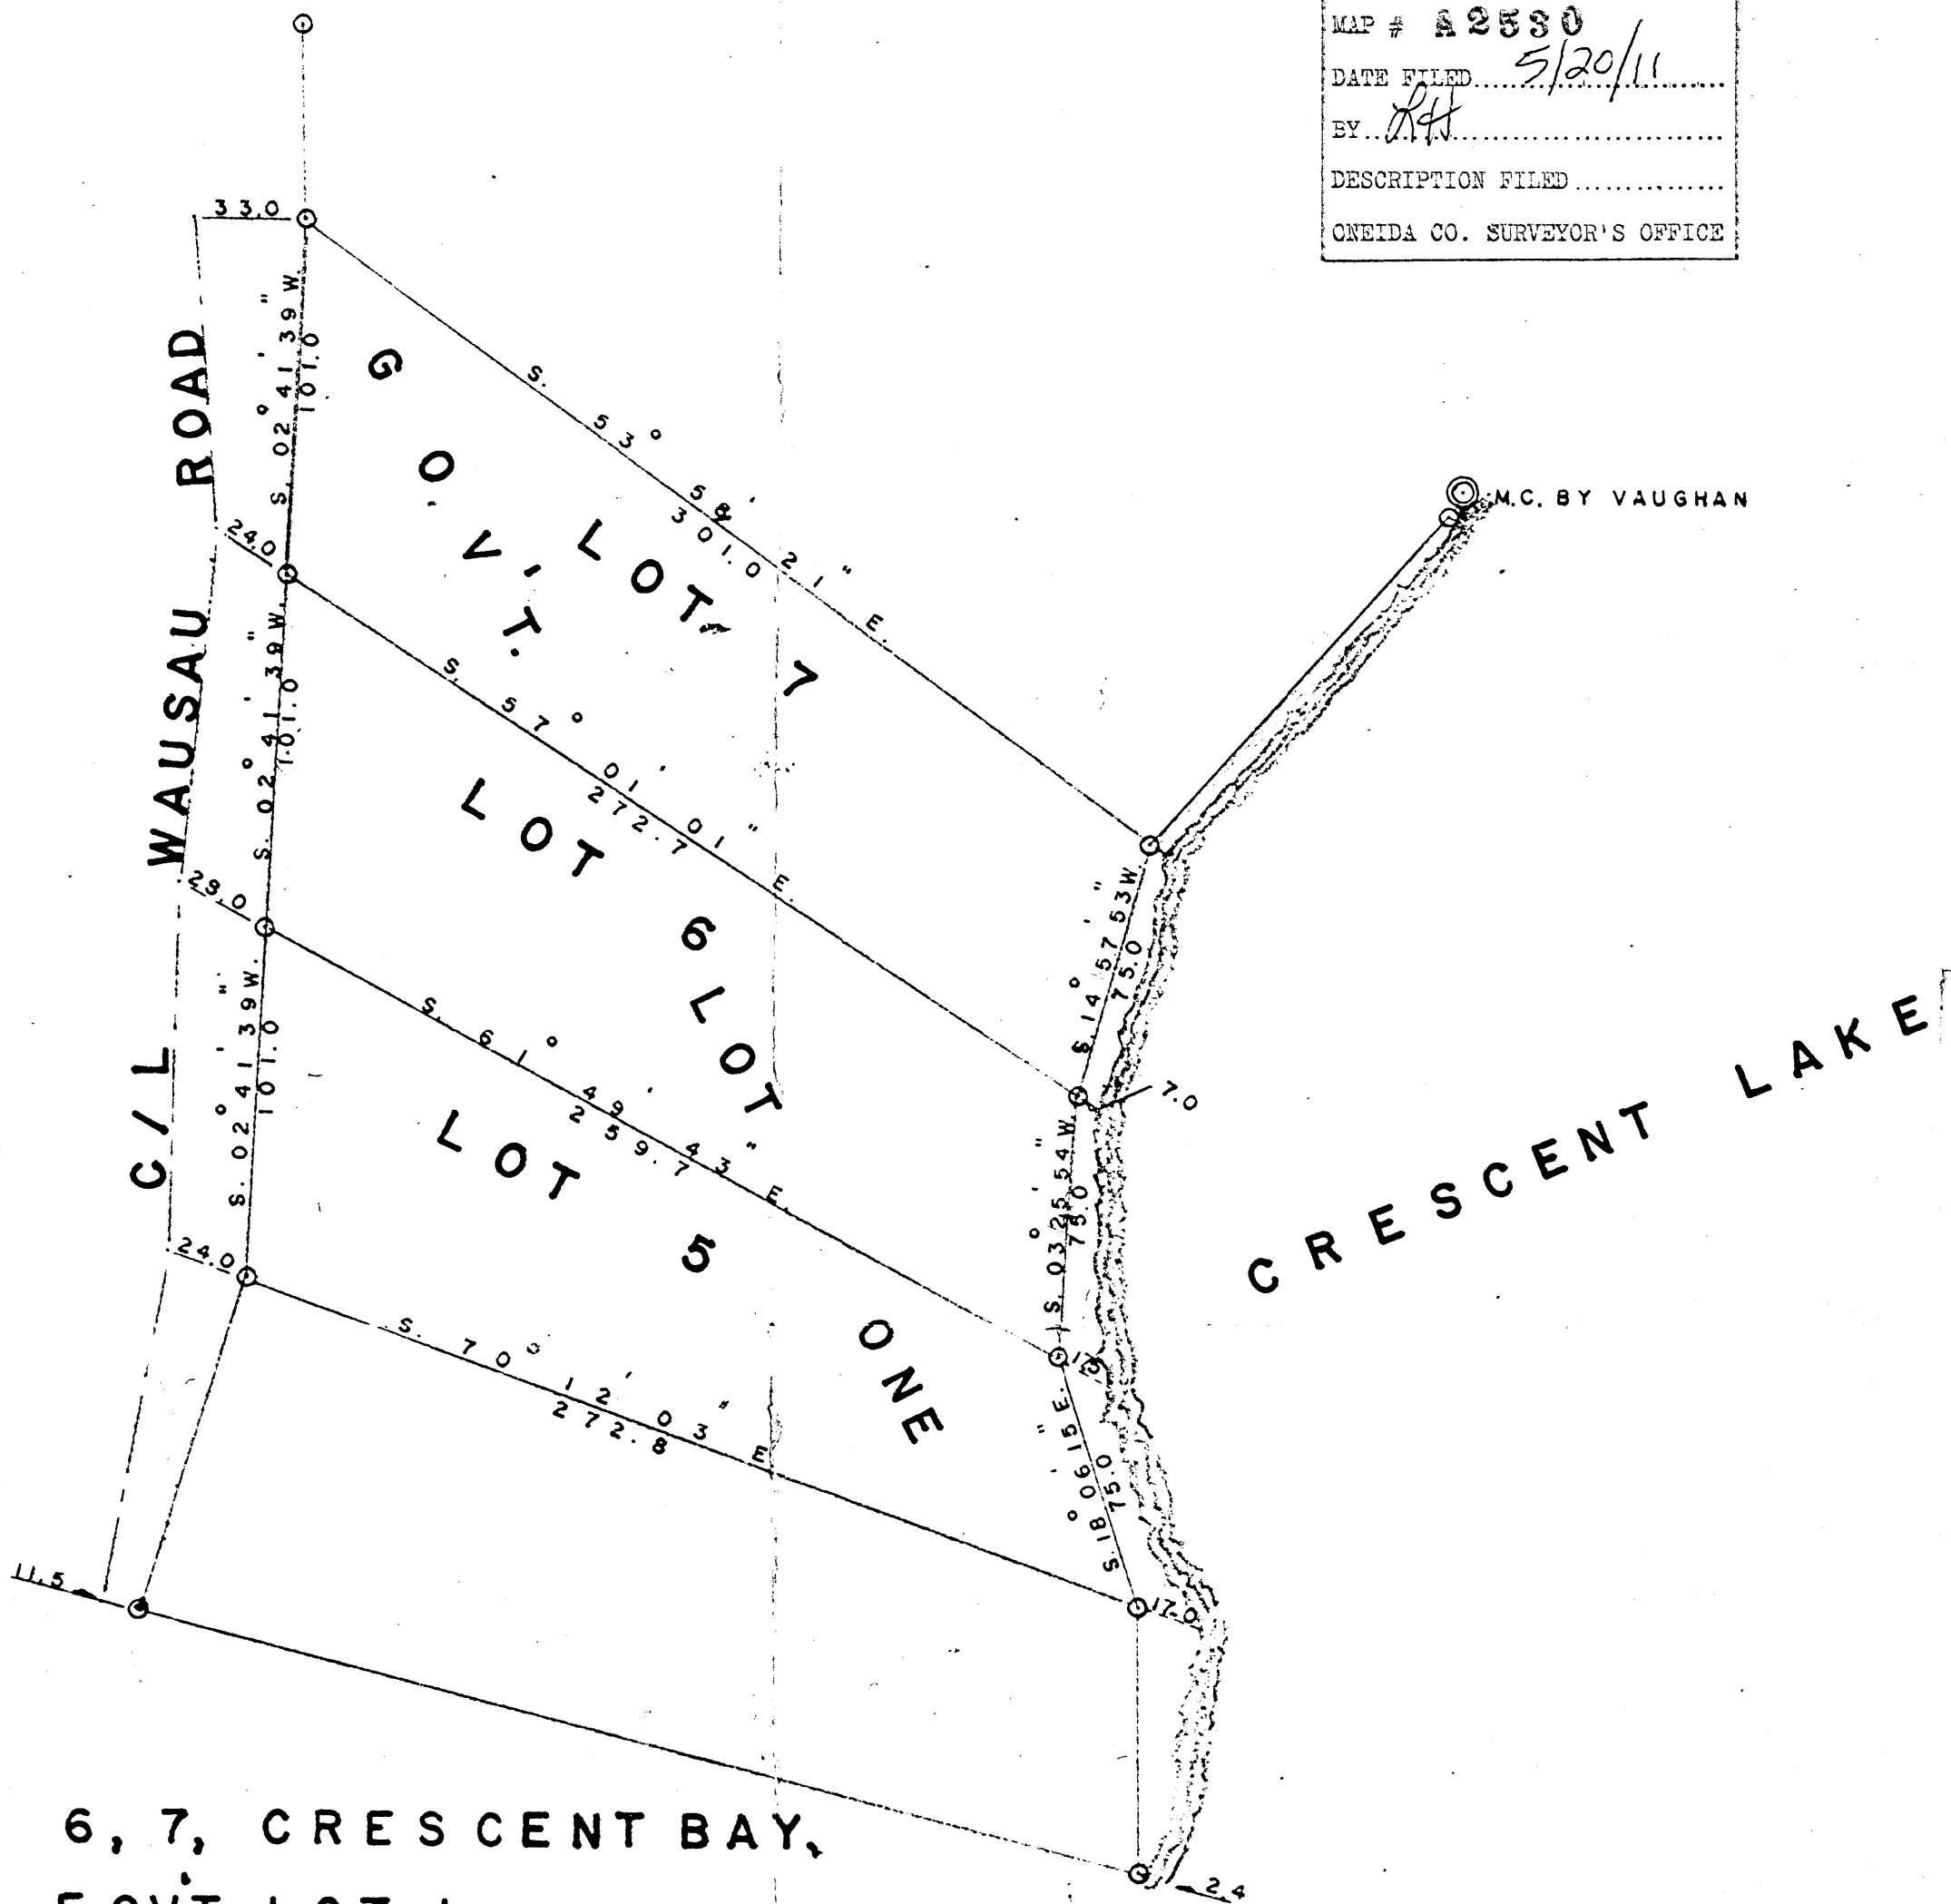 MAP # A2530
DATE FILED 5/20/11
BY RH
DESCRIPTION FILED
ONEIDA CO. SURVEYOR'S OFFICE
33.0
S. 02° 41' 39" W.
101.0
S. 53° 58' 21" E.
301.0
M.C. BY VAUGHAN
24.0
LOT 7
GOV'T. LOT ONE
S. 02° 41' 39" W.
101.0
S. 57° 01' 01" E.
272.7
LOT 6
C/L WAUSAU ROAD
S. 14° 57' 53" W.
75.0
7.0
S. 02° 41' 39" W.
101.0
S. 61° 49' 43" E.
259.7
LOT 5
S. 03° 25' 54" W.
75.0
CRESCENT LAKE
24.0
S. 70° 12' 03" E.
272.8
S. 18° 06' 15" E.
75.0
17.0
11.5
2.4
6, 7, CRESCENT BAY,